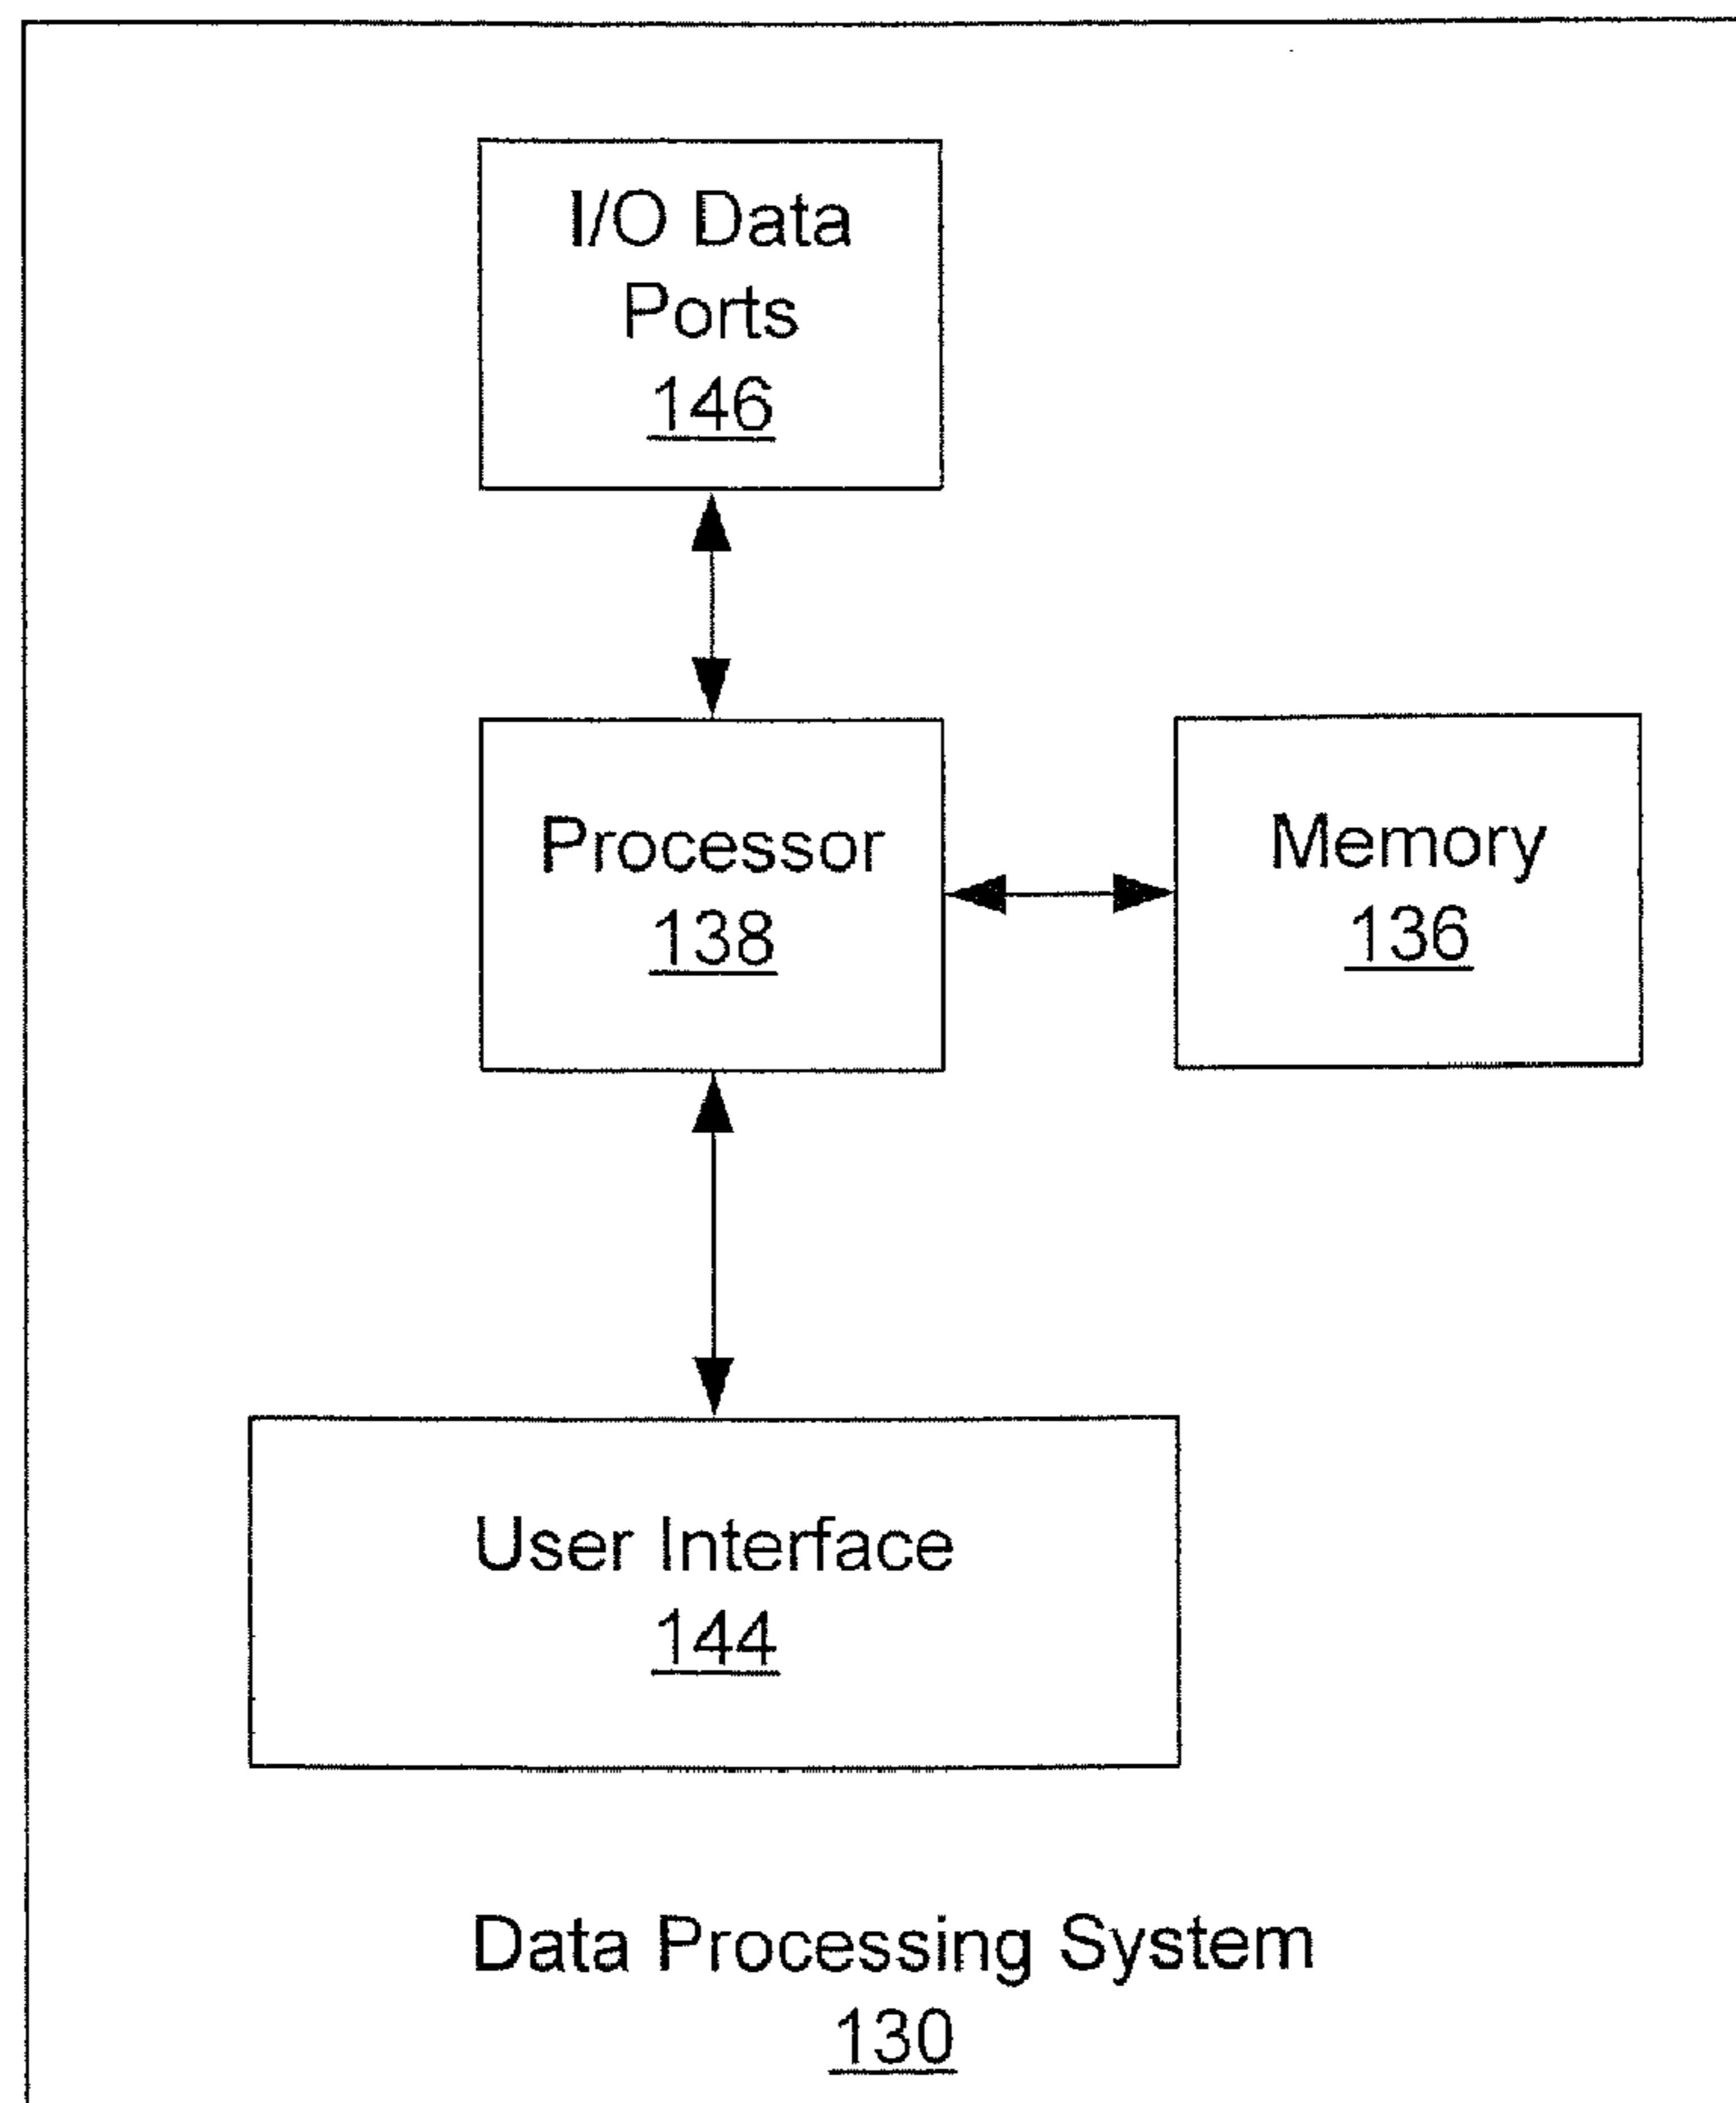 I/O Data
Ports
146
Processor
138
Memory
136
User Interface
144
Data Processing System
130